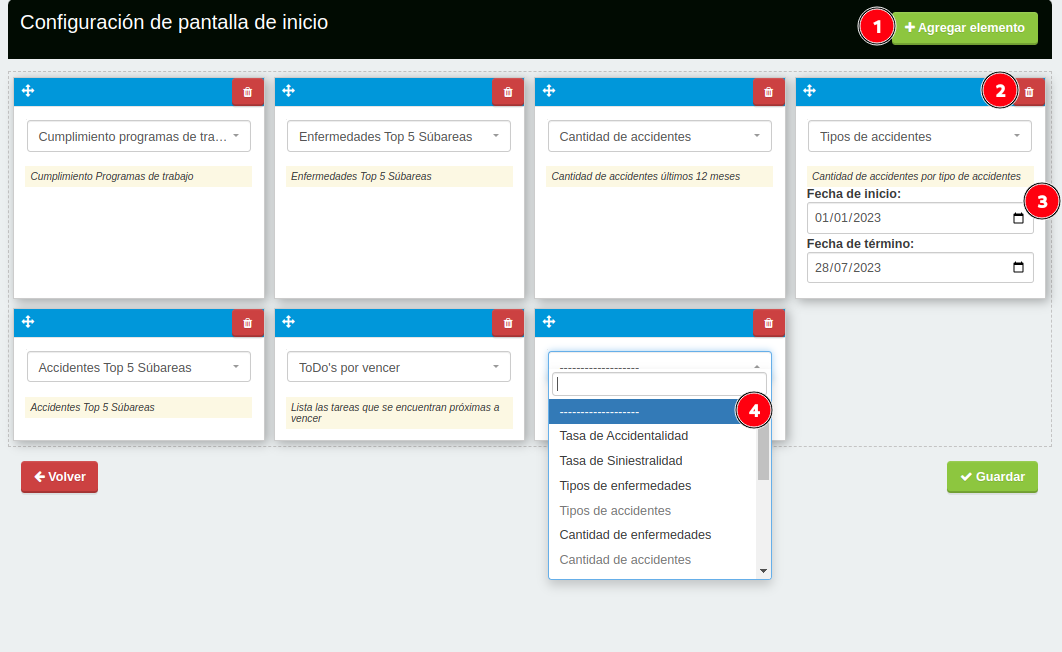 Configuración de pantalla de inicio
1
Agregar elemento
2
Cumplimiento programas de tra...
Enfermedades Top 5 Súbareas
Cantidad de accidentes
Tipos de accidentes
Cumplimiento Programas de trabajo
Enfermedades Top 5 Súbareas
Cantidad de accidentes últimos 12 meses
Cantidad de accidentes por tipo de accidentes
Fecha de inicio:
3
01/01/2023
Fecha de término:
28/07/2023
Accidentes Top 5 Súbareas
ToDo's por vencer
-------------------
Accidentes Top 5 Súbareas
Lista las tareas que se encuentran próximas a
vencer
-------------------
4
Tasa de Accidentalidad
Tasa de Siniestralidad
Tipos de enfermedades
Tipos de accidentes
Cantidad de enfermedades
Cantidad de accidentes
Volver
Guardar